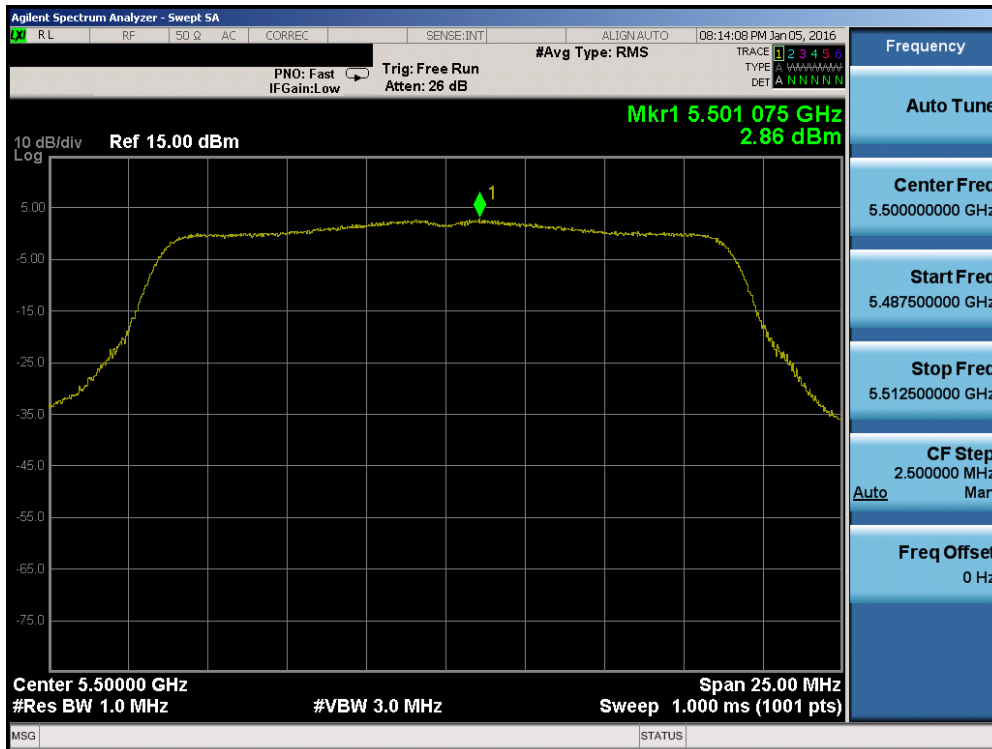 Agilent Spectrum Analyzer - Swept SA
LXI RL RF 50 Ω AC CORREC SENSE:INT ALIGN AUTO 08:14:08 PM Jan 05, 2016
#Avg Type: RMS
TRACE 1 2 3 4 5 6
PNO: Fast Trig: Free Run
TYPE A WWWWW
IFGain:Low Atten: 26 dB
DET A N N N N N
Mkr1 5.501 075 GHz
2.86 dBm
10 dB/div Ref 15.00 dBm
Log
1
5.00
-5.00
-15.0
-25.0
-35.0
-45.0
-55.0
-65.0
-75.0
Center 5.50000 GHz Span 25.00 MHz
#Res BW 1.0 MHz #VBW 3.0 MHz Sweep 1.000 ms (1001 pts)
MSG STATUS
Frequency
Auto Tune
Center Freq
5.500000000 GHz
Start Freq
5.487500000 GHz
Stop Freq
5.512500000 GHz
CF Step
2.500000 MHz
Auto Man
Freq Offset
0 Hz